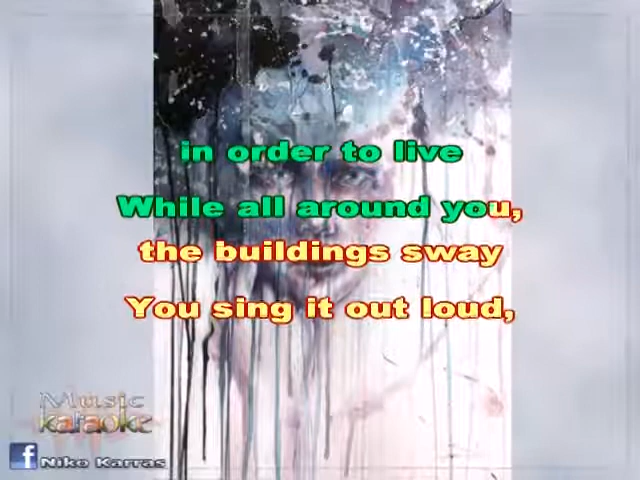 in order to live
While all around you,
the buildings sway
You sing it out loud,
Music
karaoke
f Niko Karras